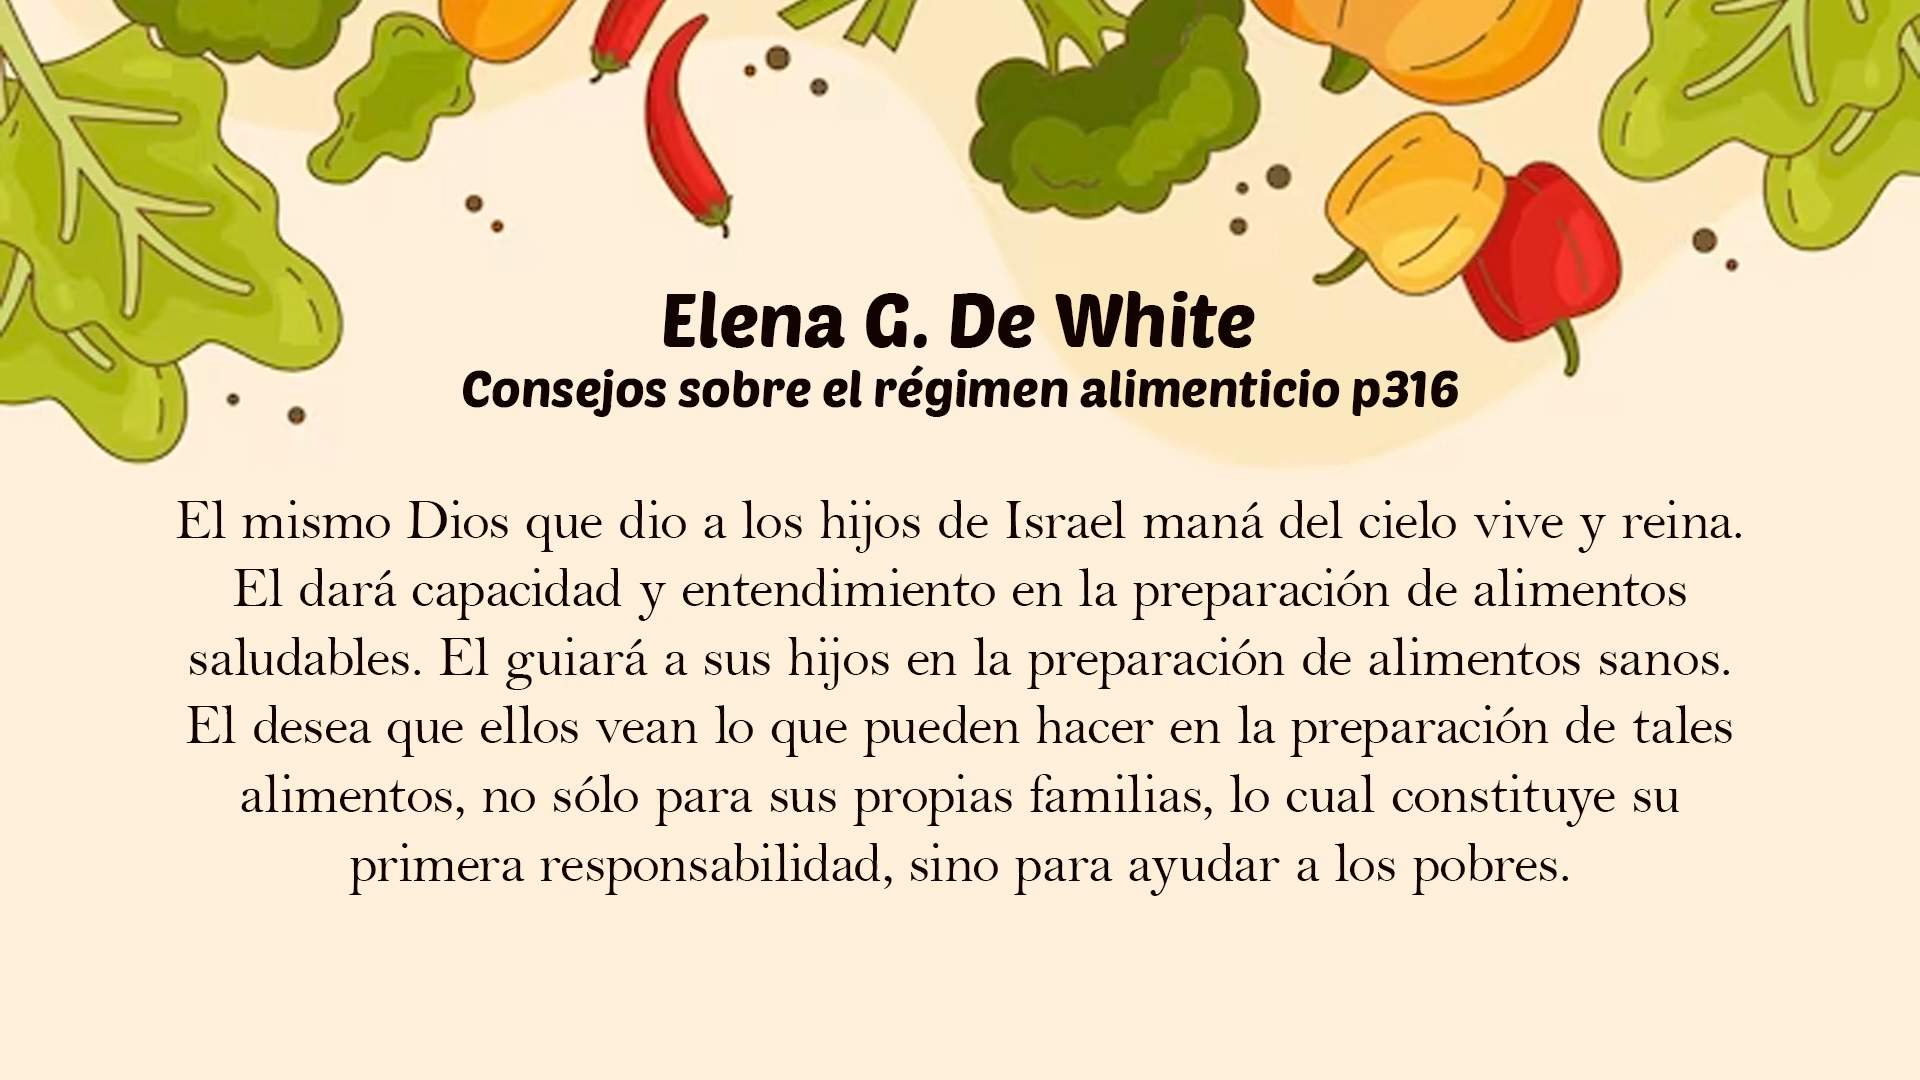 Elena G. De White
Consejos sobre el régimen alimenticio p316
El mismo Dios que dio a los hijos de Israel maná del cielo vive y reina.
El dará capacidad y entendimiento en la preparación de alimentos
saludables. El guiará a sus hijos en la preparación de alimentos sanos.
El desea que ellos vean lo que pueden hacer en la preparación de tales
alimentos, no sólo para sus propias familias, lo cual constituye su
primera responsabilidad, sino para ayudar a los pobres.